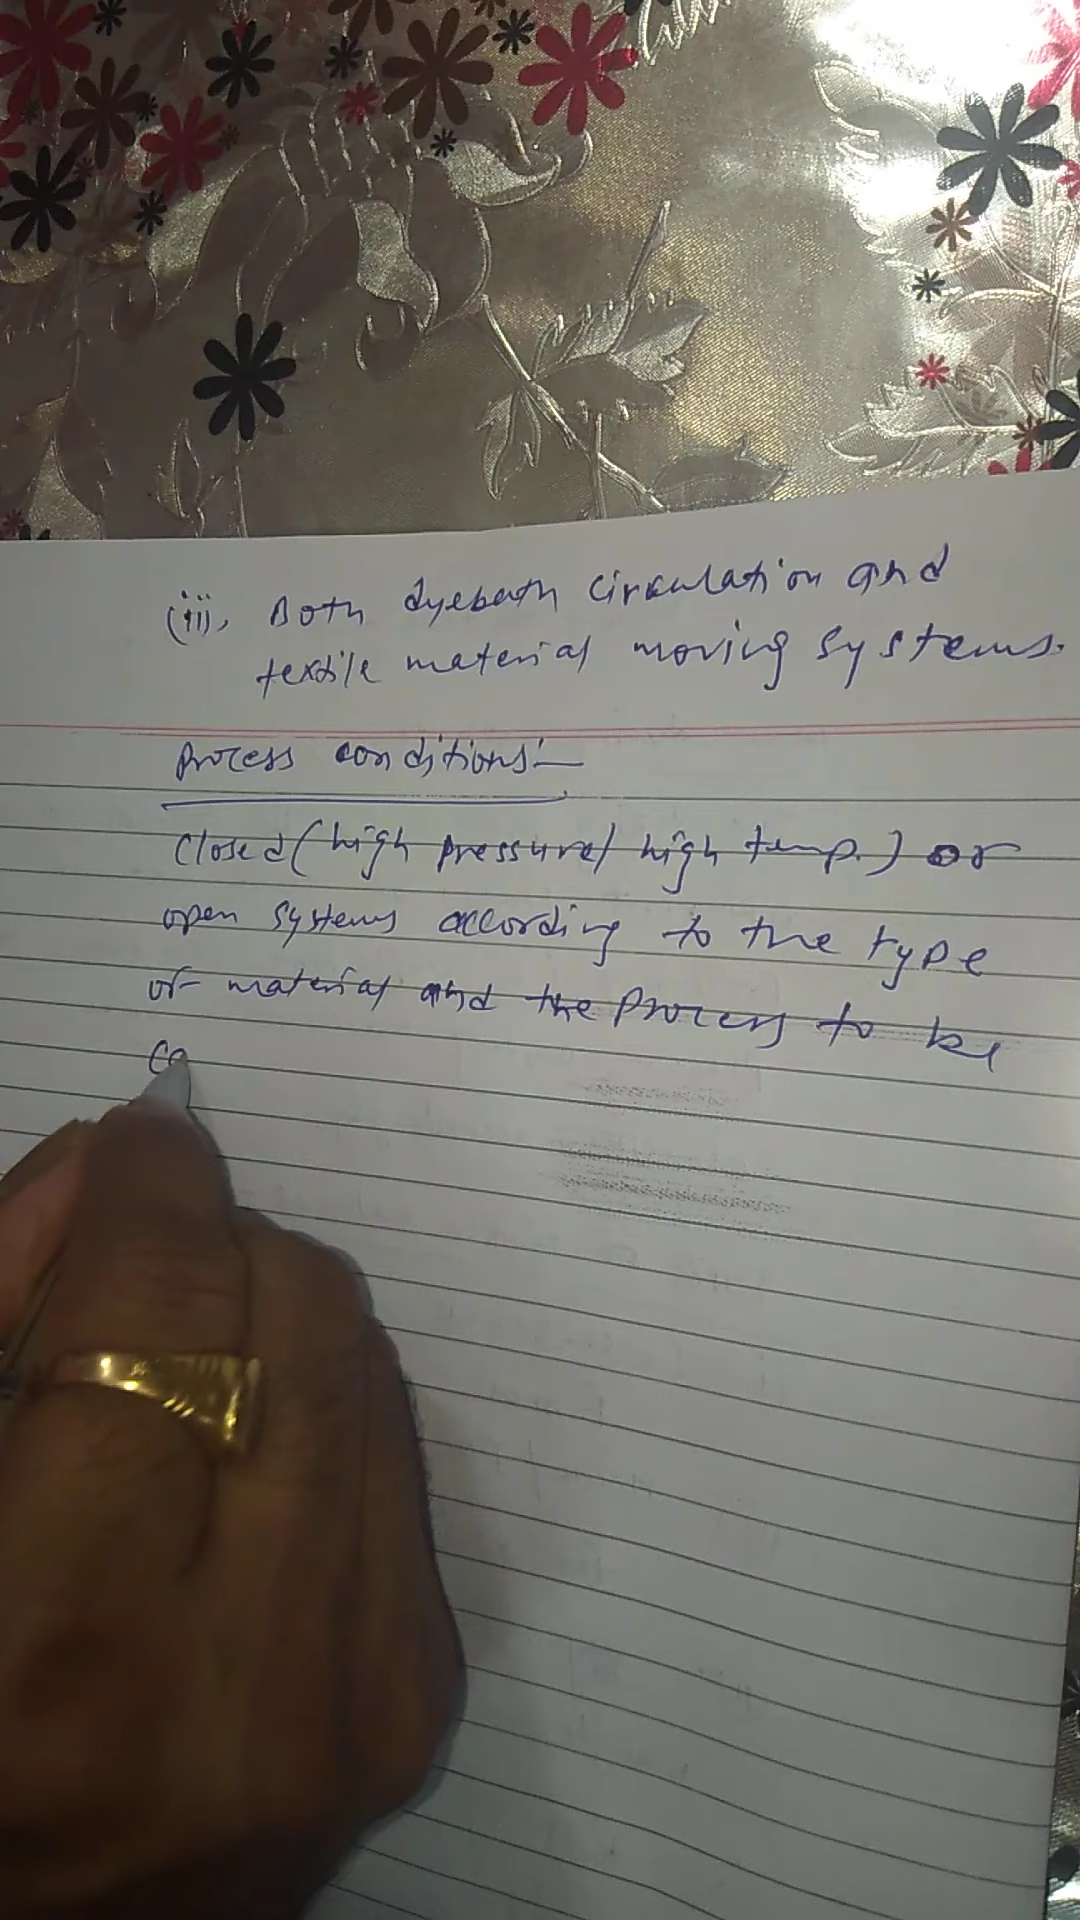 (iii), Both dyebath circulation and
textile material moving systems.
Process conditions:-
Closed (high pressure/ high temp.) or
open systems according to the type
of material and the process to be
ca